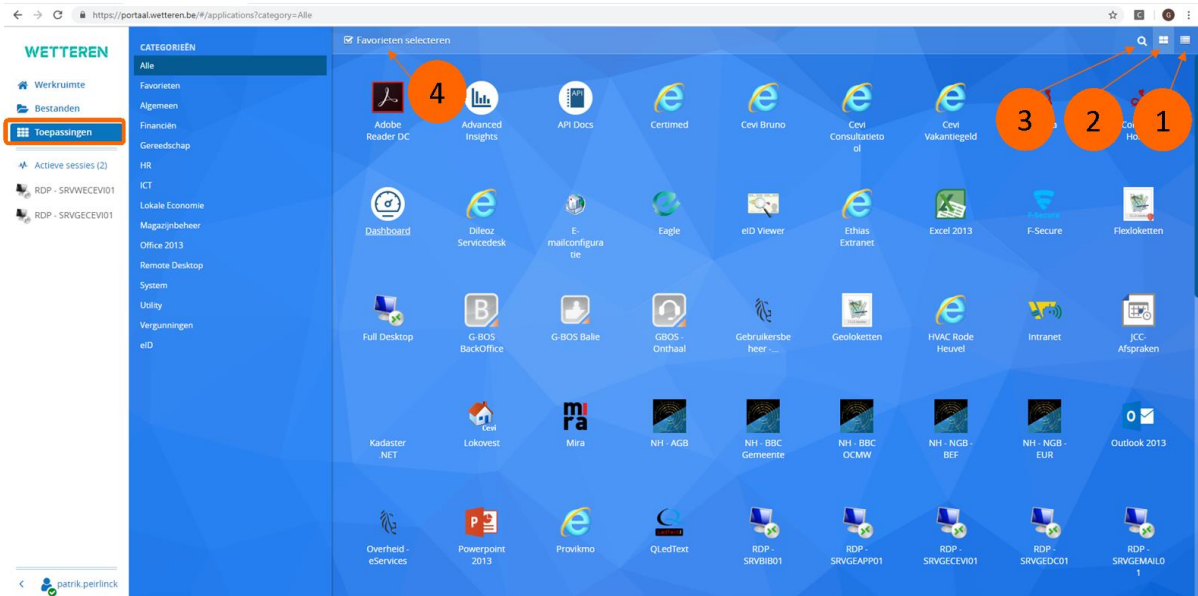 https://portaal.wetteren.be/#/applications?category=Alle
C
G
WETTEREN
Werkruimte
Bestanden
Toepassingen
Actieve sessies (2)
RDP - SRVWECEVI01
RDP - SRVGECEVI01
patrik.peirlinck
CATEGORIEËN
Alle
Favorieten
Algemeen
Financiën
Gereedschap
HR
ICT
Lokale Economie
Magazijnbeheer
Office 2013
Remote Desktop
System
Utility
Vergunningen
eID
Favorieten selecteren
4
3
2
1
Adobe
Reader DC
Advanced
Insights
API
API Docs
Certimed
Cevi Bruno
Cevi
Consultatieto
ol
Cevi
Vakantiegeld
Dashboard
Dileoz
Servicedesk
E-
mailconfigura
tie
Eagle
eID Viewer
Ethias
Extranet
Excel 2013
F-Secure
F-Secure
Flexloketten
Full Desktop
B
G-BOS
BackOffice
G-BOS Balie
GBOS -
Onthaal
Gebruikersbe
heer -...
Geoloketten
HVAC Rode
Heuvel
Intranet
JCC-
Afspraken
Kadaster
.NET
Cevi
Lokovest
mira
Mira
NH - AGB
NH - BBC
Gemeente
NH - BBC
OCMW
NH - NGB -
BEF
NH - NGB -
EUR
Outlook 2013
Overheid -
eServices
Powerpoint
2013
Provikmo
QLedText
RDP -
SRVBIB01
RDP -
SRVGEAPP01
RDP -
SRVGECEVI01
RDP -
SRVGEDC01
RDP -
SRVGEMAIL0
1